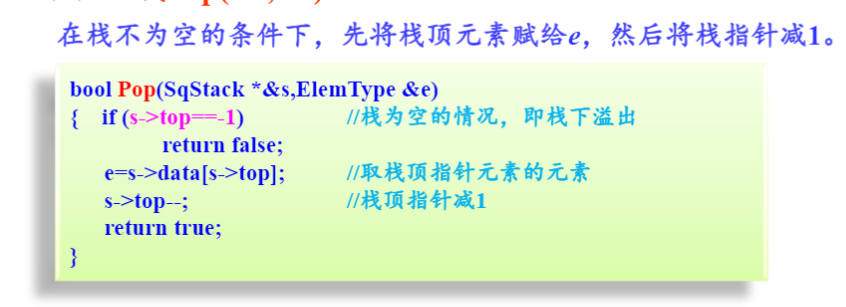 在栈不为空的条件下，先将栈顶元素赋给e，然后将栈指针减1。
bool Pop(SqStack *&s,ElemType &e)
{ if (s->top==-1) //栈为空的情况，即栈下溢出
return false;
e=s->data[s->top]; //取栈顶指针元素的元素
s->top--; //栈顶指针减1
return true;
}